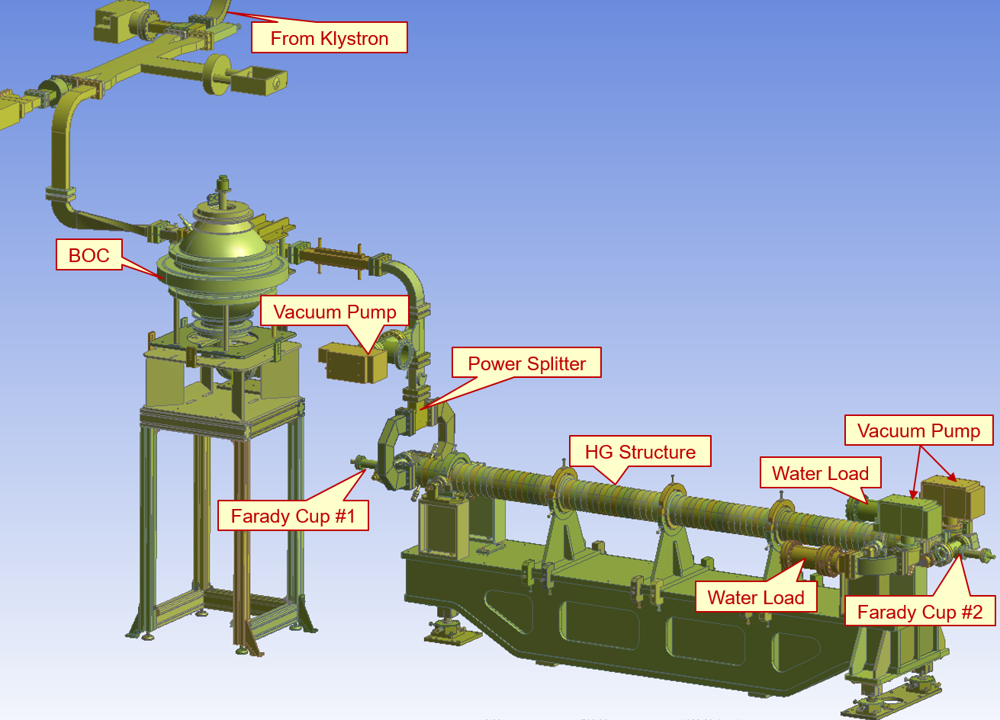 From Klystron
BOC
Vacuum Pump
Power Splitter
Vacuum Pump
HG Structure
Water Load
Farady Cup #1
Water Load
Farady Cup #2